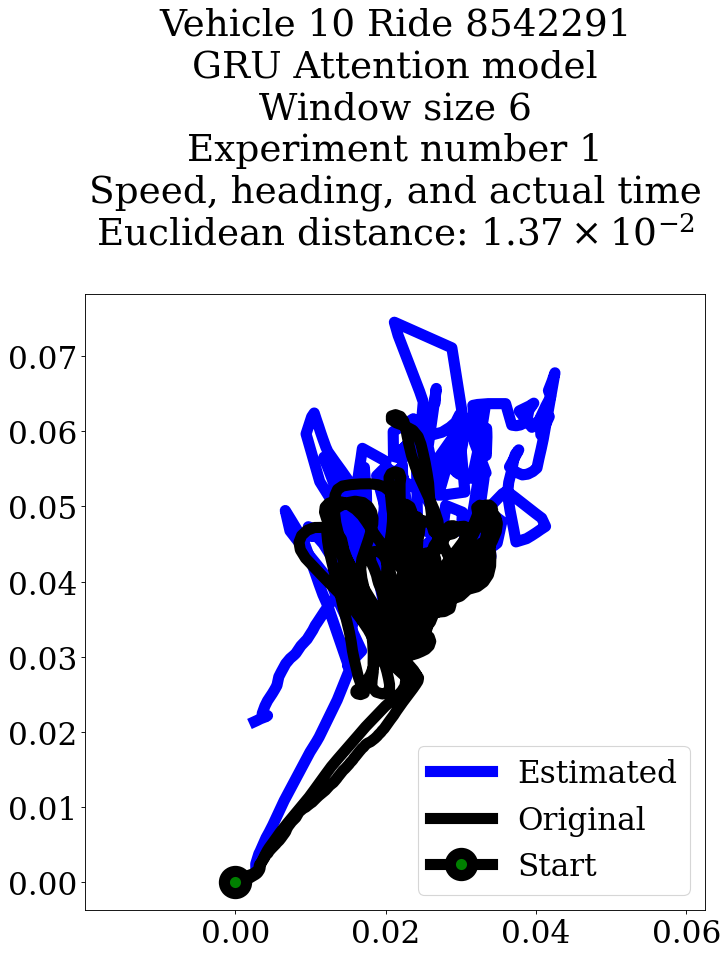 Vehicle 10 Ride 8542291
GRU Attention model
Window size 6
Experiment number 1
Speed, heading, and actual time
Euclidean distance: 1.37 × 10⁻²
0.07
0.06
0.05
0.04
0.03
0.02
0.01
0.00
Estimated
Original
Start
0.00 0.02 0.04 0.06